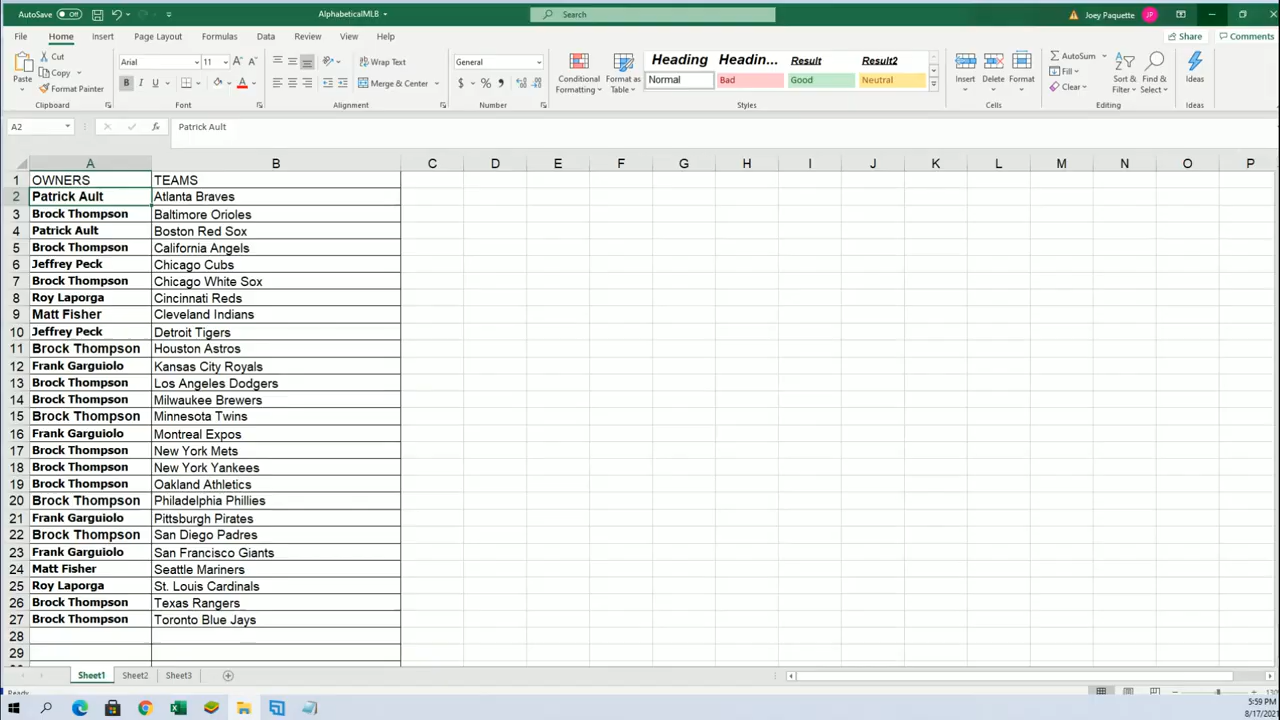 AutoSave Off AlphabeticalMLB Search Joey Paquette JP
File Home Insert Page Layout Formulas Data Review View Help Share Comments
Paste Cut Copy Format Painter Clipboard
Arial 11 B I U Font
Wrap Text Merge & Center Alignment
General $ % Number
Conditional Formatting Format as Table
Heading Headin... Result Result2
Normal Bad Good Neutral
Styles
Insert Delete Format Cells
AutoSum Fill Clear Sort & Filter Find & Select Editing
Ideas Ideas
A2 fx Patrick Ault
A B C D E F G H I J K L M N O P
1 OWNERS TEAMS
2 Patrick Ault Atlanta Braves
3 Brock Thompson Baltimore Orioles
4 Patrick Ault Boston Red Sox
5 Brock Thompson California Angels
6 Jeffrey Peck Chicago Cubs
7 Brock Thompson Chicago White Sox
8 Roy Laporga Cincinnati Reds
9 Matt Fisher Cleveland Indians
10 Jeffrey Peck Detroit Tigers
11 Brock Thompson Houston Astros
12 Frank Garguiolo Kansas City Royals
13 Brock Thompson Los Angeles Dodgers
14 Brock Thompson Milwaukee Brewers
15 Brock Thompson Minnesota Twins
16 Frank Garguiolo Montreal Expos
17 Brock Thompson New York Mets
18 Brock Thompson New York Yankees
19 Brock Thompson Oakland Athletics
20 Brock Thompson Philadelphia Phillies
21 Frank Garguiolo Pittsburgh Pirates
22 Brock Thompson San Diego Padres
23 Frank Garguiolo San Francisco Giants
24 Matt Fisher Seattle Mariners
25 Roy Laporga St. Louis Cardinals
26 Brock Thompson Texas Rangers
27 Brock Thompson Toronto Blue Jays
28
29
Sheet1 Sheet2 Sheet3
Ready
5:59 PM